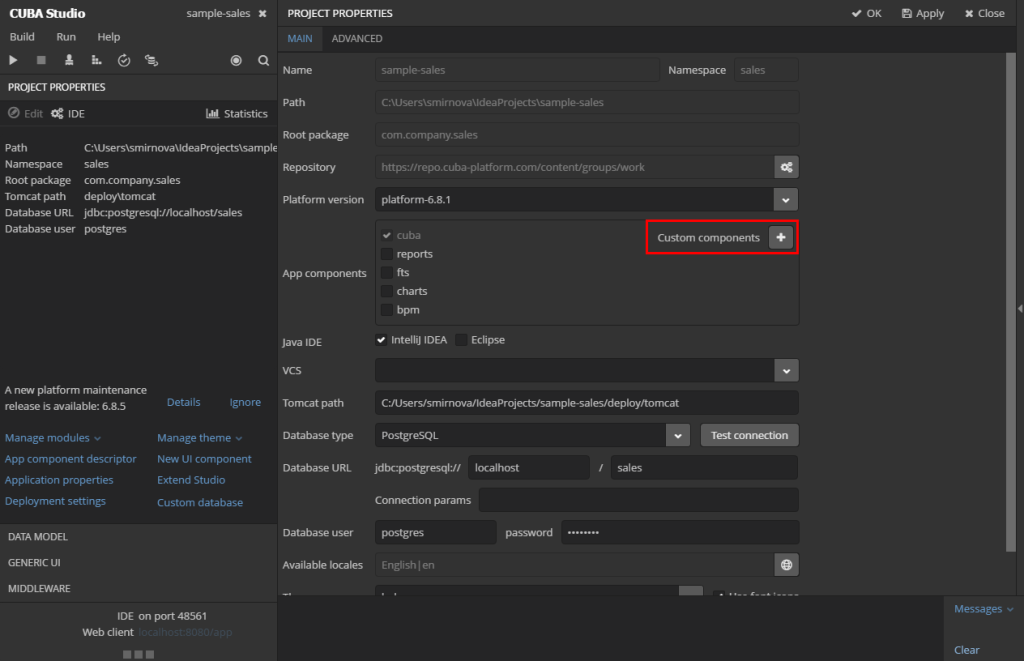 CUBA Studio
sample-sales
Build Run Help
PROJECT PROPERTIES
Edit IDE Statistics
Path C:\Users\smirnova\IdeaProjects\sample
Namespace sales
Root package com.company.sales
Tomcat path deploy\tomcat
Database URL jdbc:postgresql://localhost/sales
Database user postgres
A new platform maintenance
release is available: 6.8.5 Details Ignore
Manage modules Manage theme
App component descriptor New UI component
Application properties Extend Studio
Deployment settings Custom database
DATA MODEL
GENERIC UI
MIDDLEWARE
IDE on port 48561
Web client localhost:8080/app
PROJECT PROPERTIES OK Apply Close
MAIN ADVANCED
Name sample-sales Namespace sales
Path C:\Users\smirnova\IdeaProjects\sample-sales
Root package com.company.sales
Repository https://repo.cuba-platform.com/content/groups/work
Platform version platform-6.8.1
App components
cuba Custom components
reports
fts
charts
bpm
Java IDE IntelliJ IDEA Eclipse
VCS
Tomcat path C:/Users/smirnova/IdeaProjects/sample-sales/deploy/tomcat
Database type PostgreSQL Test connection
Database URL jdbc:postgresql:// localhost / sales
Connection params
Database user postgres password ••••••••
Available locales English|en
Messages
Clear